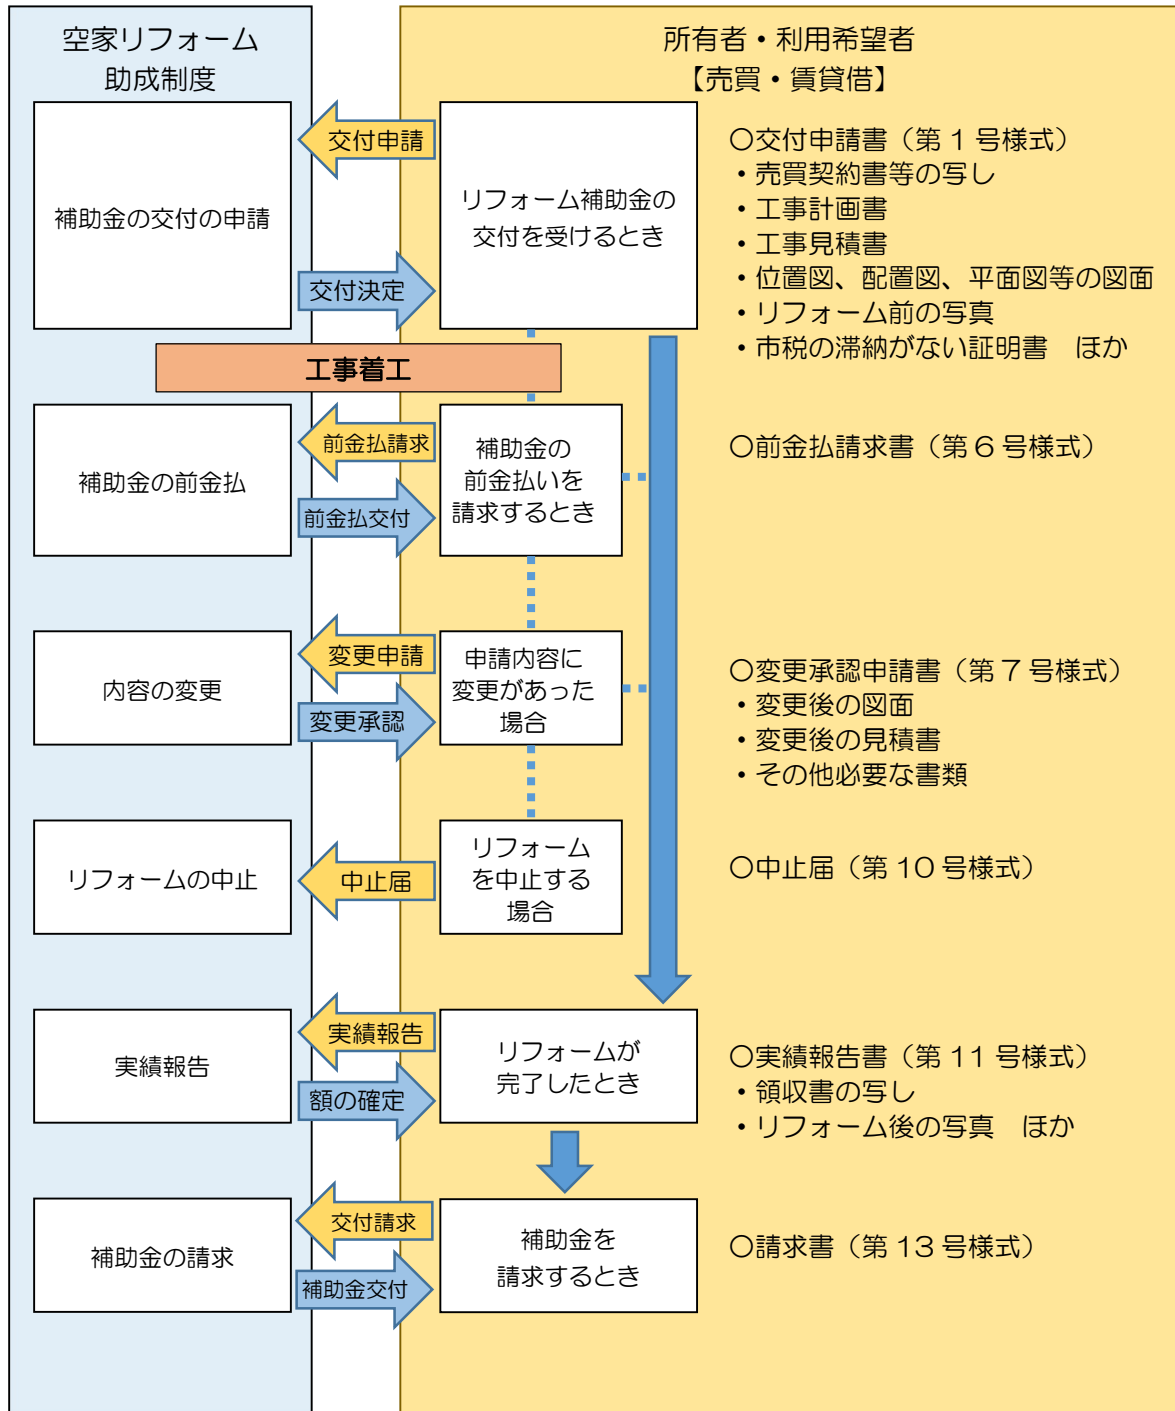 空家リフォーム
助成制度
所有者・利用希望者
【売買・賃貸借】
補助金の交付の申請
交付申請
交付決定
リフォーム補助金の
交付を受けるとき
〇交付申請書（第１号様式）
・売買契約書等の写し
・工事計画書
・工事見積書
・位置図、配置図、平面図等の図面
・リフォーム前の写真
・市税の滞納がない証明書　ほか
工事着工
補助金の前金払
前金払請求
前金払交付
補助金の
前金払いを
請求するとき
〇前金払請求書（第６号様式）
内容の変更
変更申請
変更承認
申請内容に
変更があった
場合
〇変更承認申請書（第７号様式）
・変更後の図面
・変更後の見積書
・その他必要な書類
リフォームの中止
中止届
リフォーム
を中止する
場合
〇中止届（第10号様式）
実績報告
実績報告
額の確定
リフォームが
完了したとき
〇実績報告書（第11号様式）
・領収書の写し
・リフォーム後の写真　ほか
補助金の請求
交付請求
補助金交付
補助金を
請求するとき
〇請求書（第13号様式）